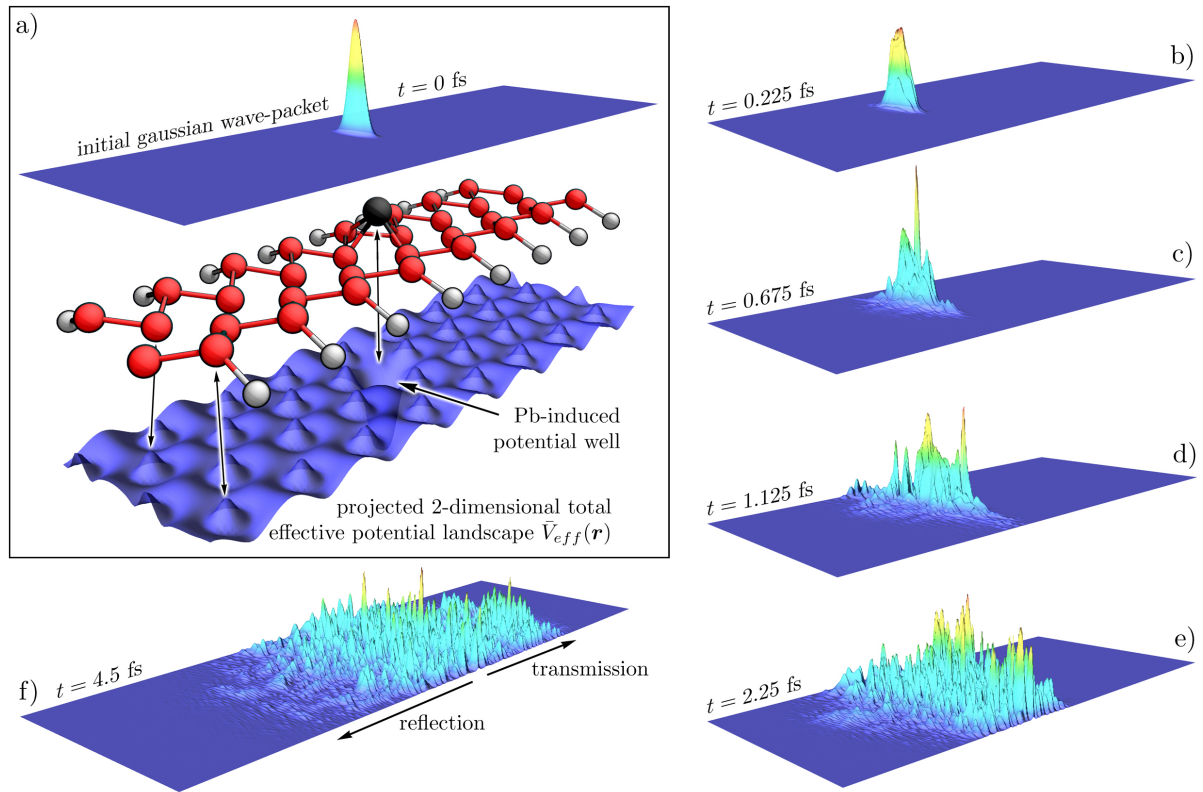 a)
t = 0 fs
initial gaussian wave-packet
Pb-induced
potential well
projected 2-dimensional total
effective potential landscape V̄_eff(r)
b)
t = 0.225 fs
c)
t = 0.675 fs
d)
t = 1.125 fs
e)
t = 2.25 fs
f)
t = 4.5 fs
transmission
reflection